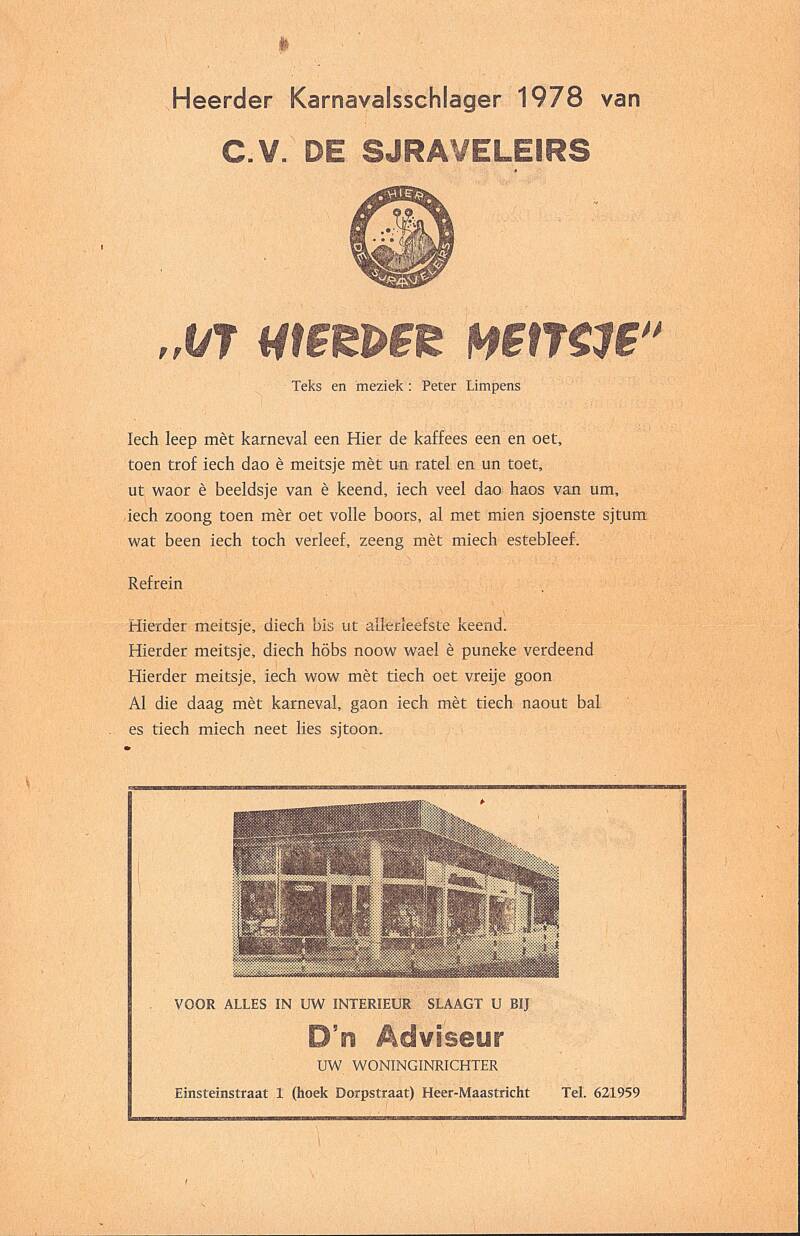 Heerder Karnavalsschlager 1978 van
C.V. DE SJRAVELEIRS
HIER
DE SJRAVELEIRS
„UT HIERDER MEITSJE”
Teks en meziek : Peter Limpens
Iech leep mèt karneval een Hier de kaffees een en oet,
toen trof iech dao è meitsje mèt un ratel en un toet,
ut waor è beeldsje van è keend, iech veel dao haos van um,
iech zoong toen mèr oet volle boors, al met mien sjoenste sjtum
wat been iech toch verleef, zeeng mèt miech estebleef.
Refrein
Hierder meitsje, diech bis ut allerleefste keend.
Hierder meitsje, diech höbs noow wael è puneke verdeend
Hierder meitsje, iech wow mèt tiech oet vreije goon
Al die daag mèt karneval, gaon iech mèt tiech naout bal
es tiech miech neet lies sjtoon.
VOOR ALLES IN UW INTERIEUR SLAAGT U BIJ
D'n Adviseur
UW WONINGINRICHTER
Einsteinstraat 1 (hoek Dorpstraat) Heer-Maastricht Tel. 621959